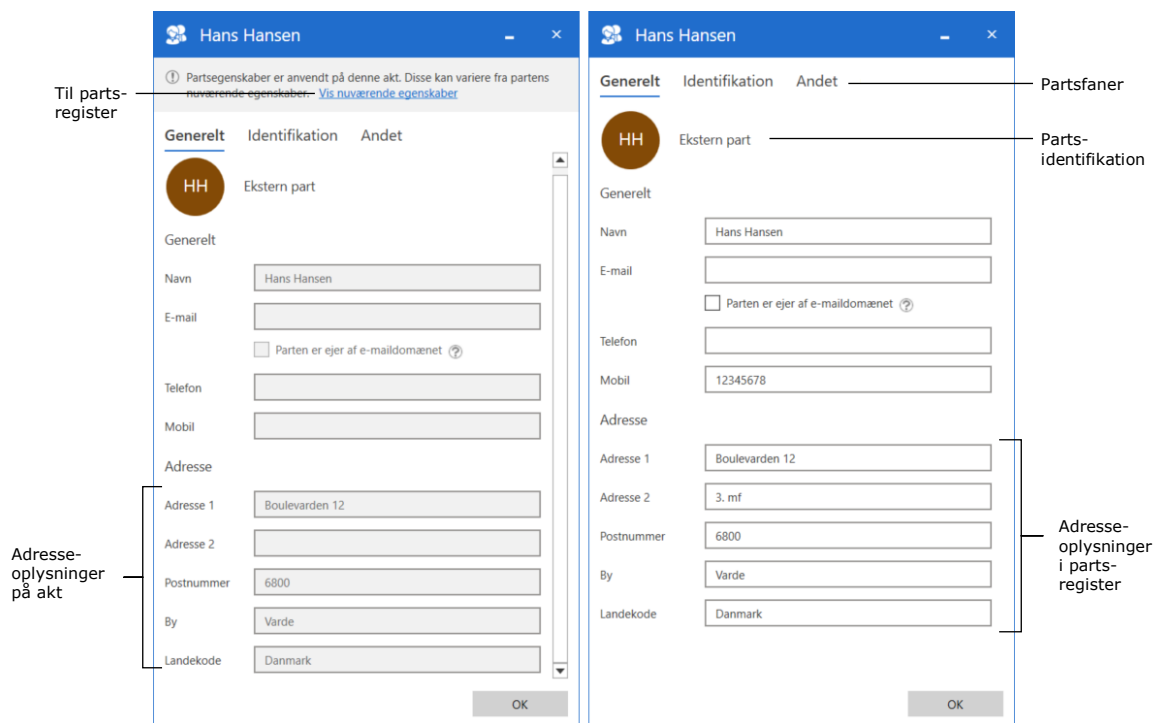 Hans Hansen
Partsegenskaber er anvendt på denne akt. Disse kan variere fra partens
nuværende egenskaber. Vis nuværende egenskaber
Til parts-
register
Generelt Identifikation Andet
HH
Ekstern part
Generelt
Navn Hans Hansen
E-mail
Parten er ejer af e-maildomænet ?
Telefon
Mobil
Adresse
Adresse 1 Boulevarden 12
Adresse 2
Postnummer 6800
By Varde
Landekode Danmark
Adresse-
oplysninger
på akt
OK
Hans Hansen
Generelt Identifikation Andet
Partsfaner
HH
Ekstern part
Parts-
identifikation
Generelt
Navn Hans Hansen
E-mail
Parten er ejer af e-maildomænet ?
Telefon
Mobil 12345678
Adresse
Adresse 1 Boulevarden 12
Adresse 2 3. mf
Postnummer 6800
By Varde
Landekode Danmark
Adresse-
oplysninger
i parts-
register
OK